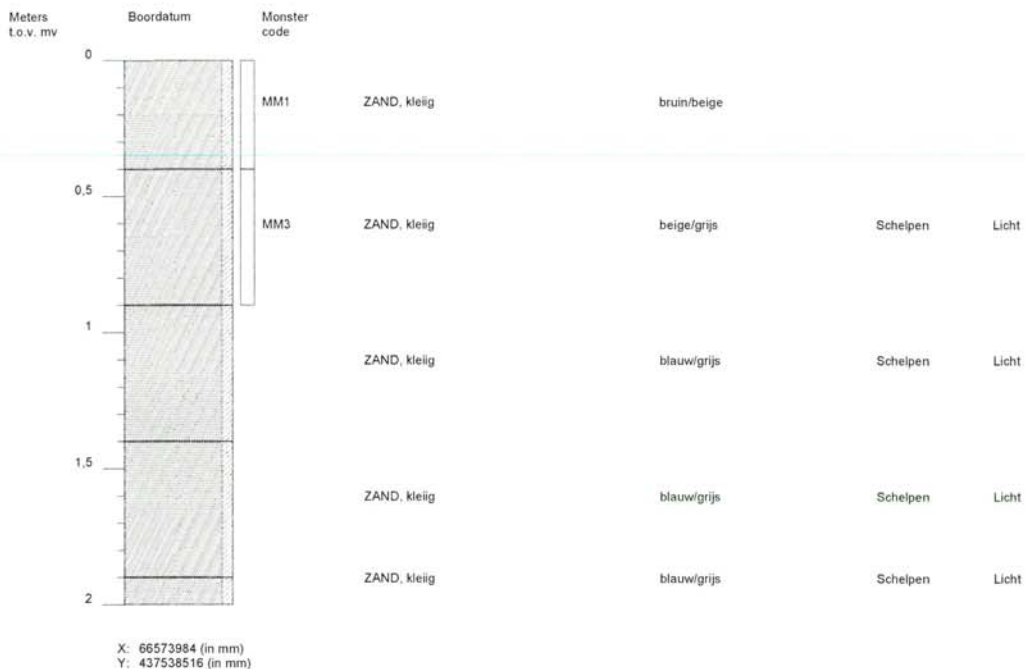 Meters Boordatum Monster
t.o.v. mv code
0
MM1 ZAND, kleiig bruin/beige
0,5
MM3 ZAND, kleiig beige/grijs Schelpen Licht
1
ZAND, kleiig blauw/grijs Schelpen Licht
1,5
ZAND, kleiig blauw/grijs Schelpen Licht
ZAND, kleiig blauw/grijs Schelpen Licht
2
X: 66573984 (in mm)
Y: 437538516 (in mm)